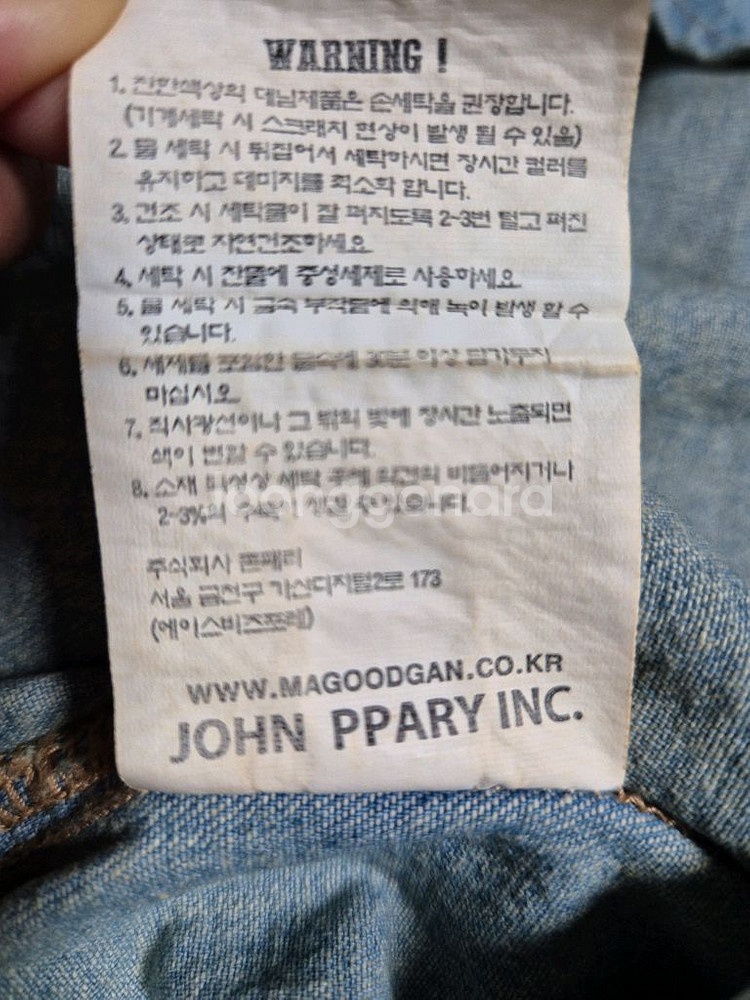 WARNING !
1. 진한색상의 데님제품은 손세탁을 권장합니다.
(기계세탁 시 스크래치 현상이 발생 될 수 있음)
2. 물 세탁 시 뒤집어서 세탁하시면 장시간 컬러를
유지하고 데미지를 최소화 합니다.
3. 건조 시 세탁물이 잘 펴지도록 2~3번 털고 펴진
상태로 자연건조하세요
4. 세탁 시 찬물에 중성세제로 사용하세요
5. 물 세탁 시 금속 부작물에 의해 녹이 발생 할 수
있습니다.
6. 세제를 포함한 물속에 30분 이상 담가두지
마십시오
7. 직사광선이나 그 밖의 빛에 장시간 노출되면
색이 변할 수 있습니다.
8. 소재 특성상 세탁 후에 약간의 비틀어지거나
2~3%의 수축은 있습니다.
joonggonara
주식회사 존패리
서울 금천구 가산디지털2로 173
(에이스비즈포레)
WWW.MAGOODGAN.CO.KR
JOHN PPARY INC.